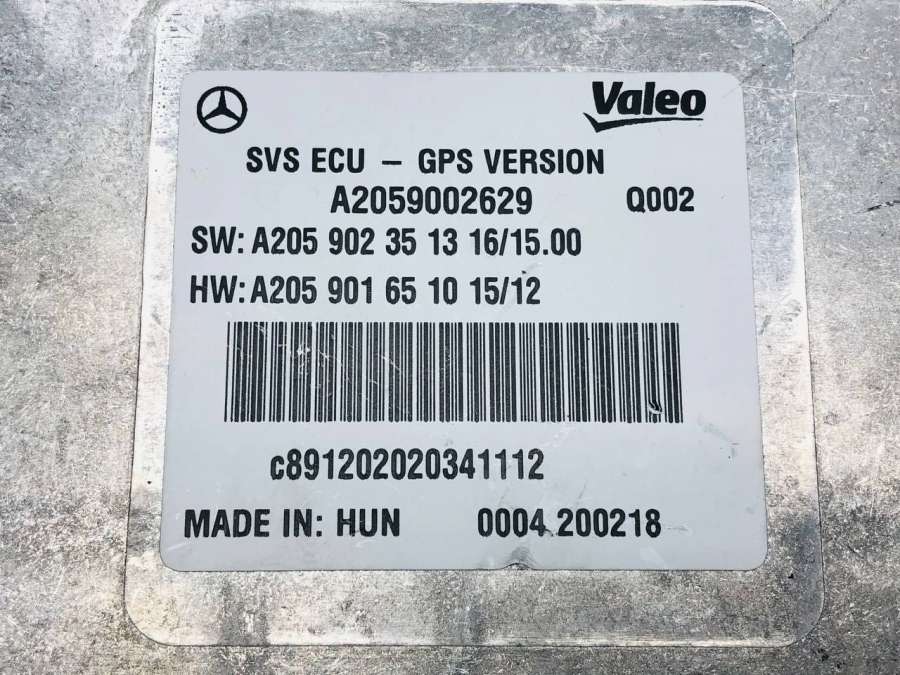 Valeo
SVS ECU – GPS VERSION
A2059002629 Q002
SW: A205 902 35 13 16/15.00
HW: A205 901 65 10 15/12
c891202020341112
MADE IN: HUN 0004 200218